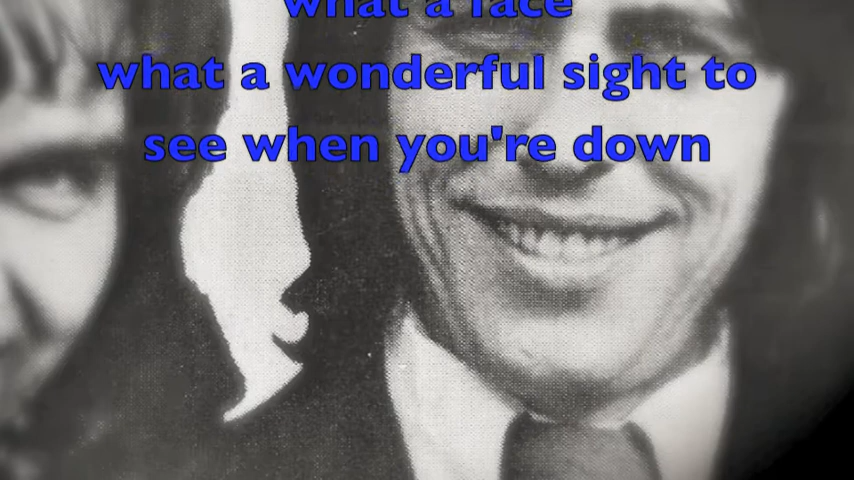 what a face
what a wonderful sight to
see when you're down